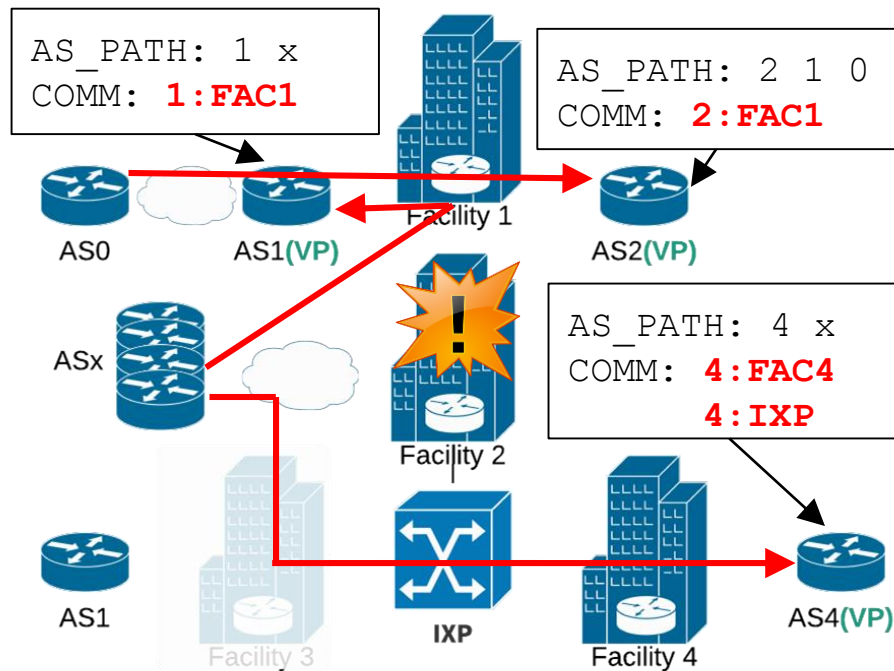 AS_PATH: 1 x
COMM: 1:FAC1
AS_PATH: 2 1 0
COMM: 2:FAC1
Facility 1
AS0
AS1(VP)
AS2(VP)
!
ASx
AS_PATH: 4 x
COMM: 4:FAC4
4:IXP
Facility 2
AS1
Facility 3
IXP
Facility 4
AS4(VP)